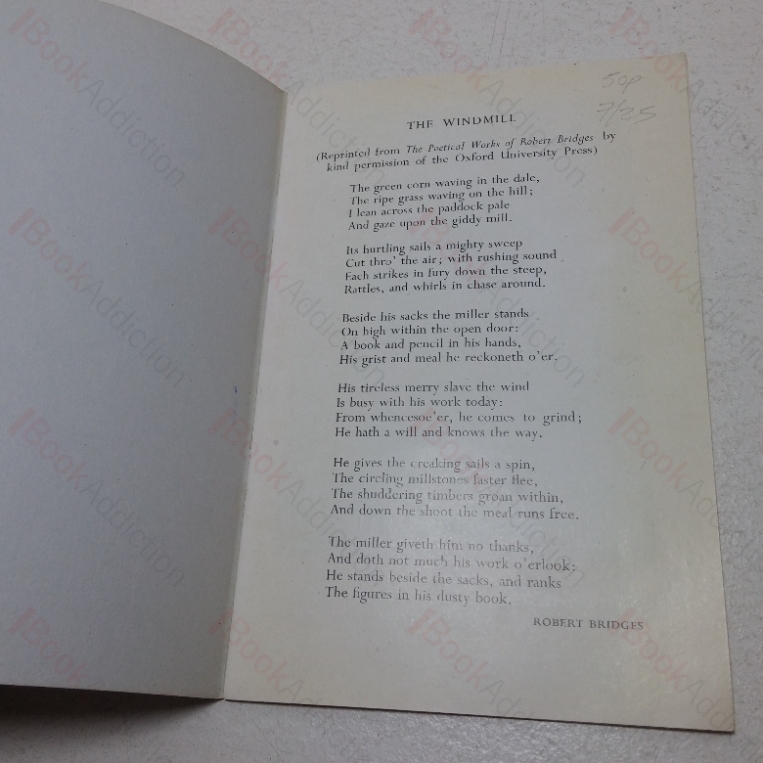 50p
THE WINDMILL
(Reprinted from The Poetical Works of Robert Bridges by
kind permission of the Oxford University Press)
The green corn waving in the dale,
The ripe grass waving on the hill;
I lean across the paddock pale
And gaze upon the giddy mill.
Its hurtling sails a mighty sweep
Cut thro' the air; with rushing sound
Each strikes in fury down the steep,
Rattles, and whirls in chase around.
Beside his sacks the miller stands
On high within the open door:
A book and pencil in his hands,
His grist and meal he reckoneth o'er.
His tireless merry slave the wind
Is busy with his work today:
From whencesoe'er, he comes to grind;
He hath a will and knows the way.
He gives the creaking sails a spin,
The circling millstones faster flee,
The shuddering timbers groan within,
And down the shoot the meal runs free.
The miller giveth him no thanks,
And doth not much his work o'erlook:
He stands beside the sacks, and ranks
The figures in his dusty book.
ROBERT BRIDGES
BookAddiction